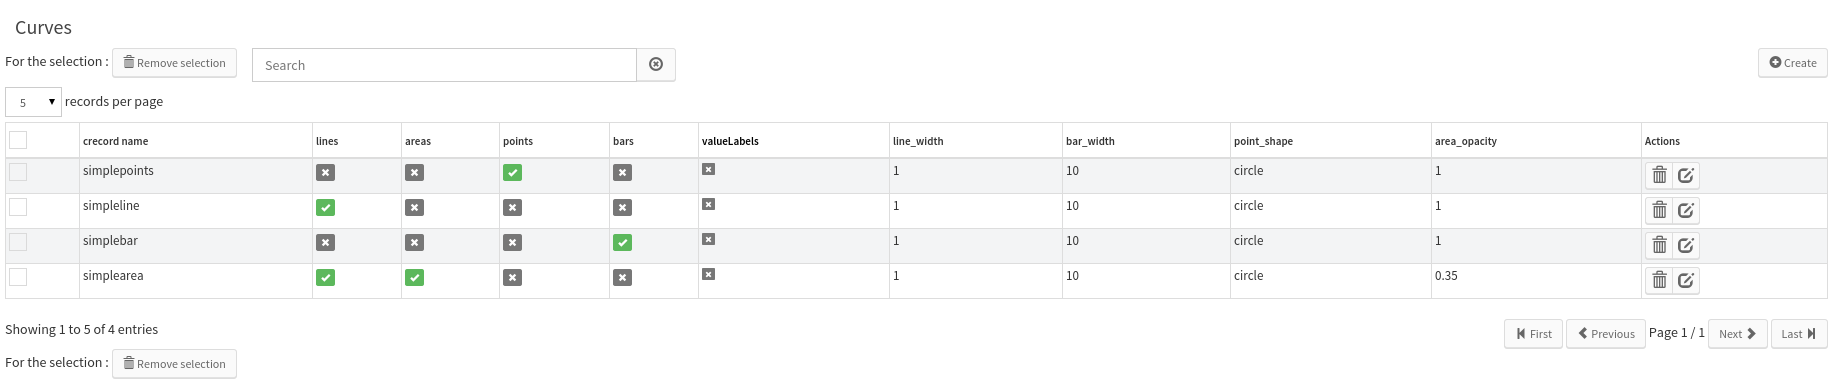 Curves
For the selection : Remove selection Search Create
5 records per page
crecord name lines areas points bars valueLabels line_width bar_width point_shape area_opacity Actions
simplepoints 1 10 circle 1
simpleline 1 10 circle 1
simplebar 1 10 circle 1
simplearea 1 10 circle 0.35
Showing 1 to 5 of 4 entries First Previous Page 1 / 1 Next Last
For the selection : Remove selection